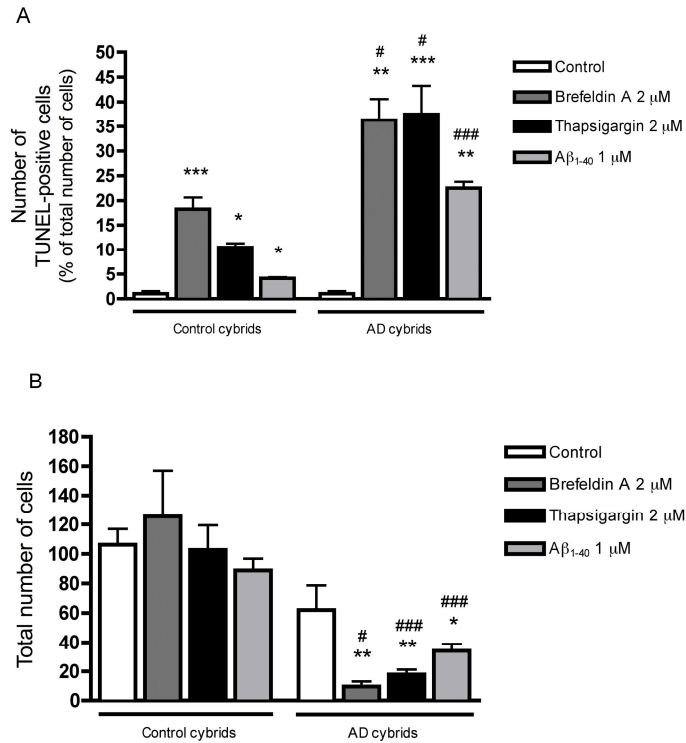 A
Number of
TUNEL-positive cells
(% of total number of cells)
50
45
40
35
30
25
20
15
10
5
0
***
*
*
#
**
#
***
###
**
Control cybrids
AD cybrids
Control
Brefeldin A 2 μM
Thapsigargin 2 μM
Aβ1-40 1 μM
B
Total number of cells
180
160
140
120
100
80
60
40
20
0
#
**
###
**
###
*
Control cybrids
AD cybrids
Control
Brefeldin A 2 μM
Thapsigargin 2 μM
Aβ1-40 1 μM